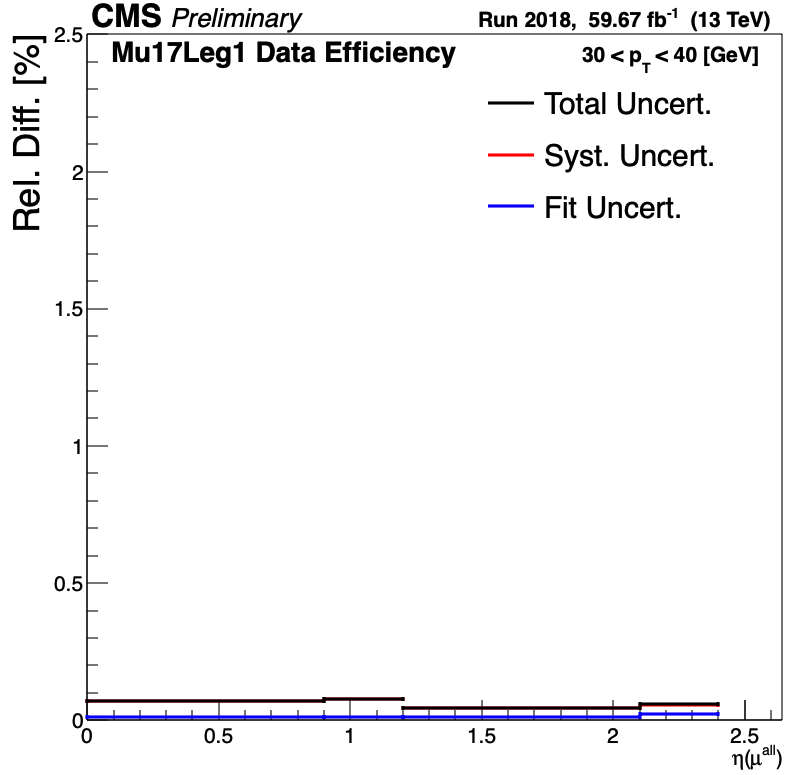 CMS Preliminary
Run 2018, 59.67 fb⁻¹ (13 TeV)
Mu17Leg1 Data Efficiency
30 < p_T < 40 [GeV]
Total Uncert.
Syst. Uncert.
Fit Uncert.
Rel. Diff. [%]
2.5
2
1.5
1
0.5
0
0 0.5 1 1.5 2 2.5
η(μ^all)